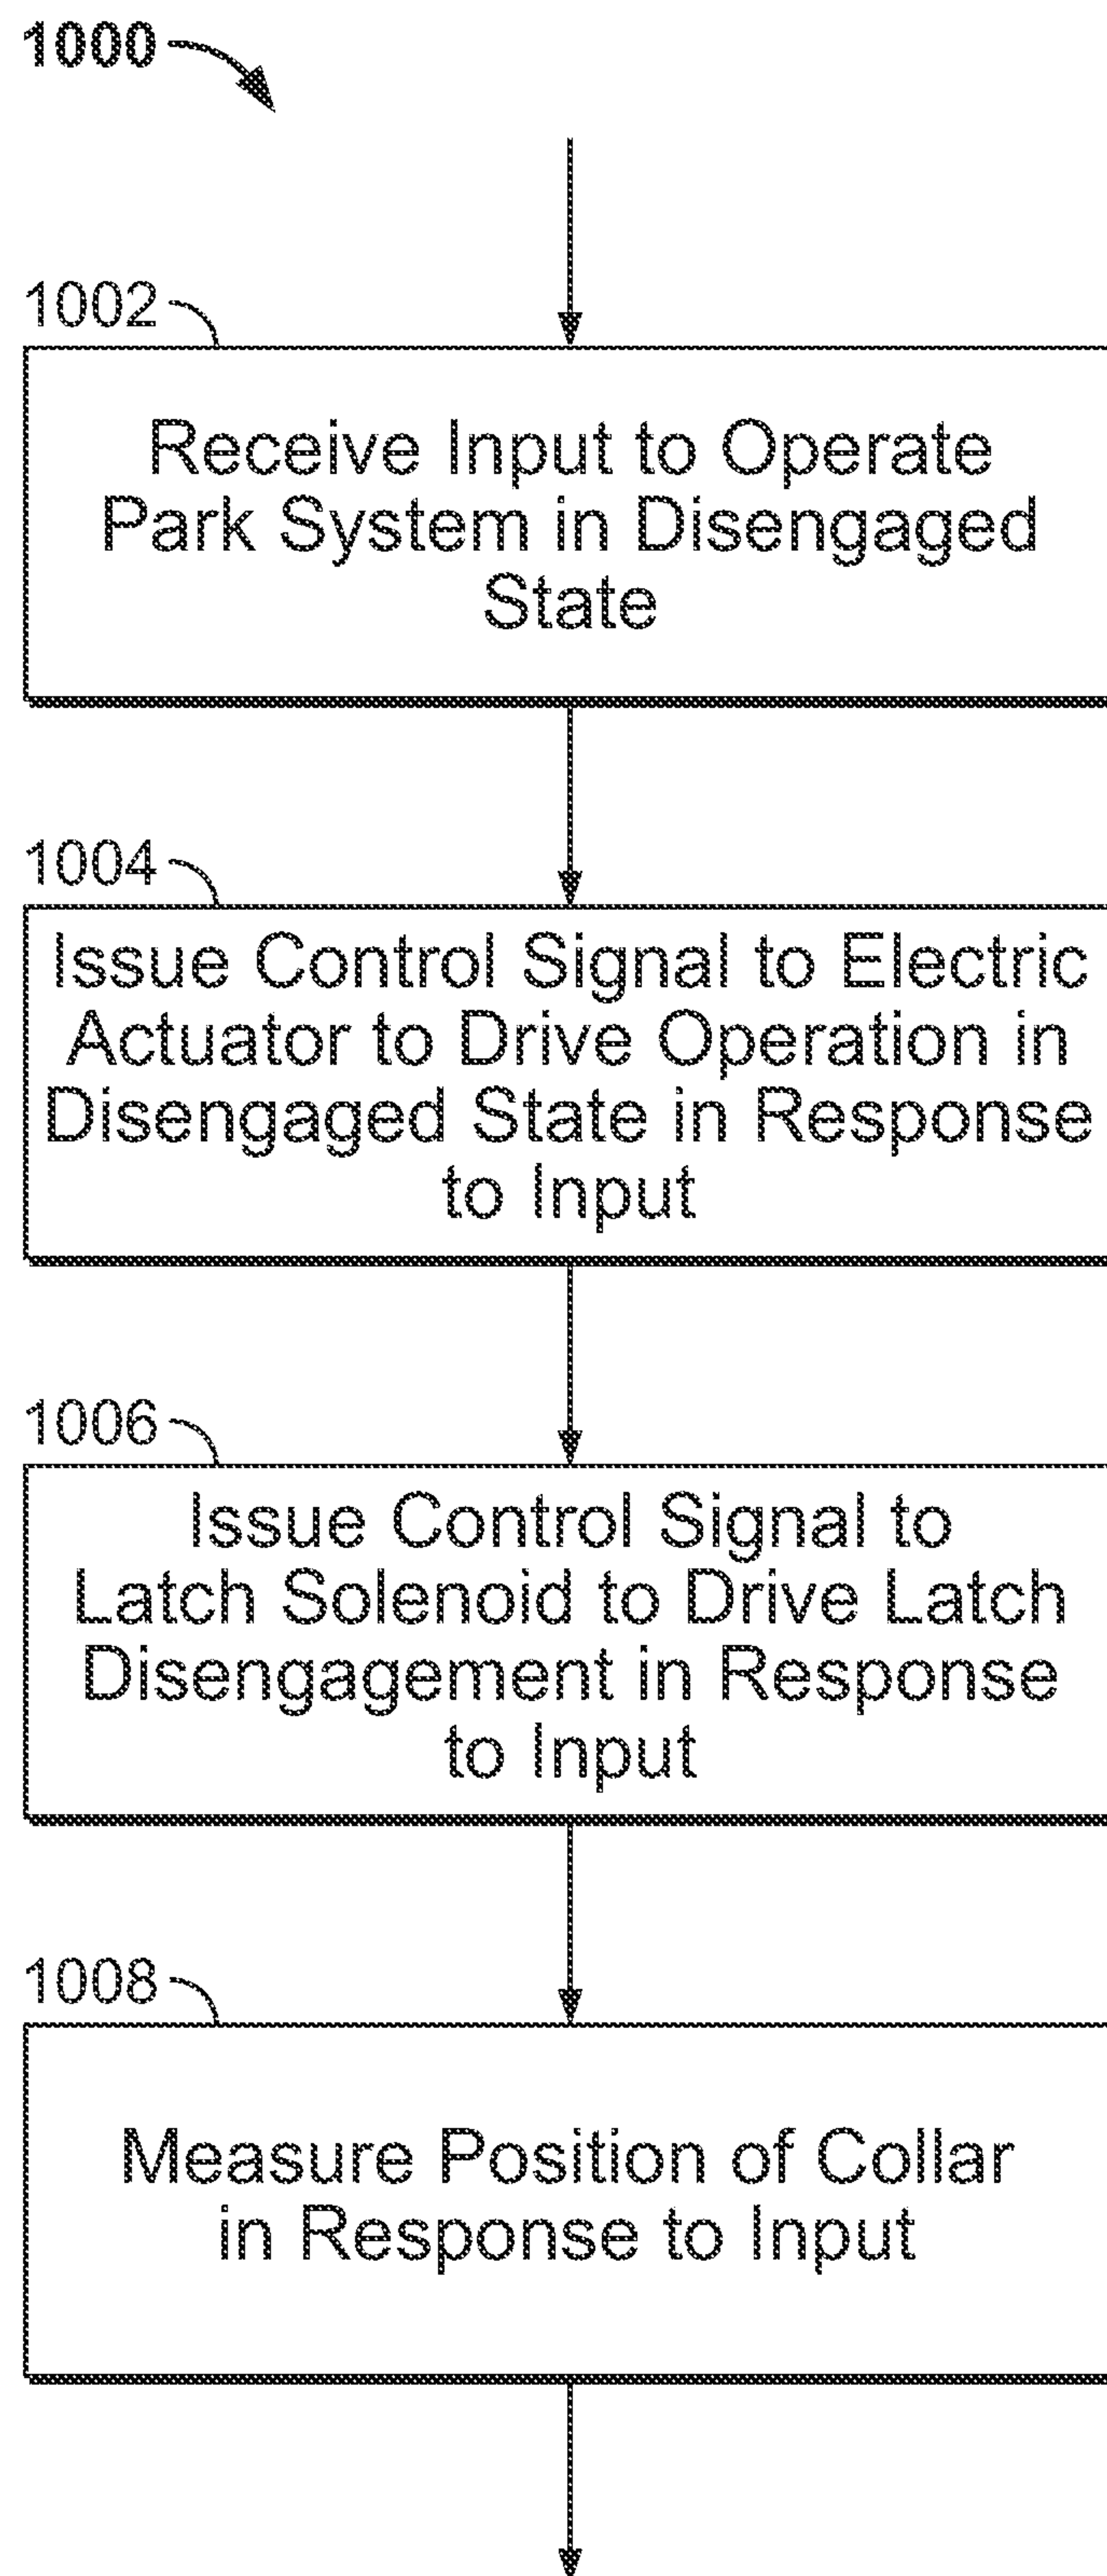 1000
1002
Receive Input to Operate
Park System in Disengaged
State
1004
Issue Control Signal to Electric
Actuator to Drive Operation in
Disengaged State in Response
to Input
1006
Issue Control Signal to
Latch Solenoid to Drive Latch
Disengagement in Response
to Input
1008
Measure Position of Collar
in Response to Input